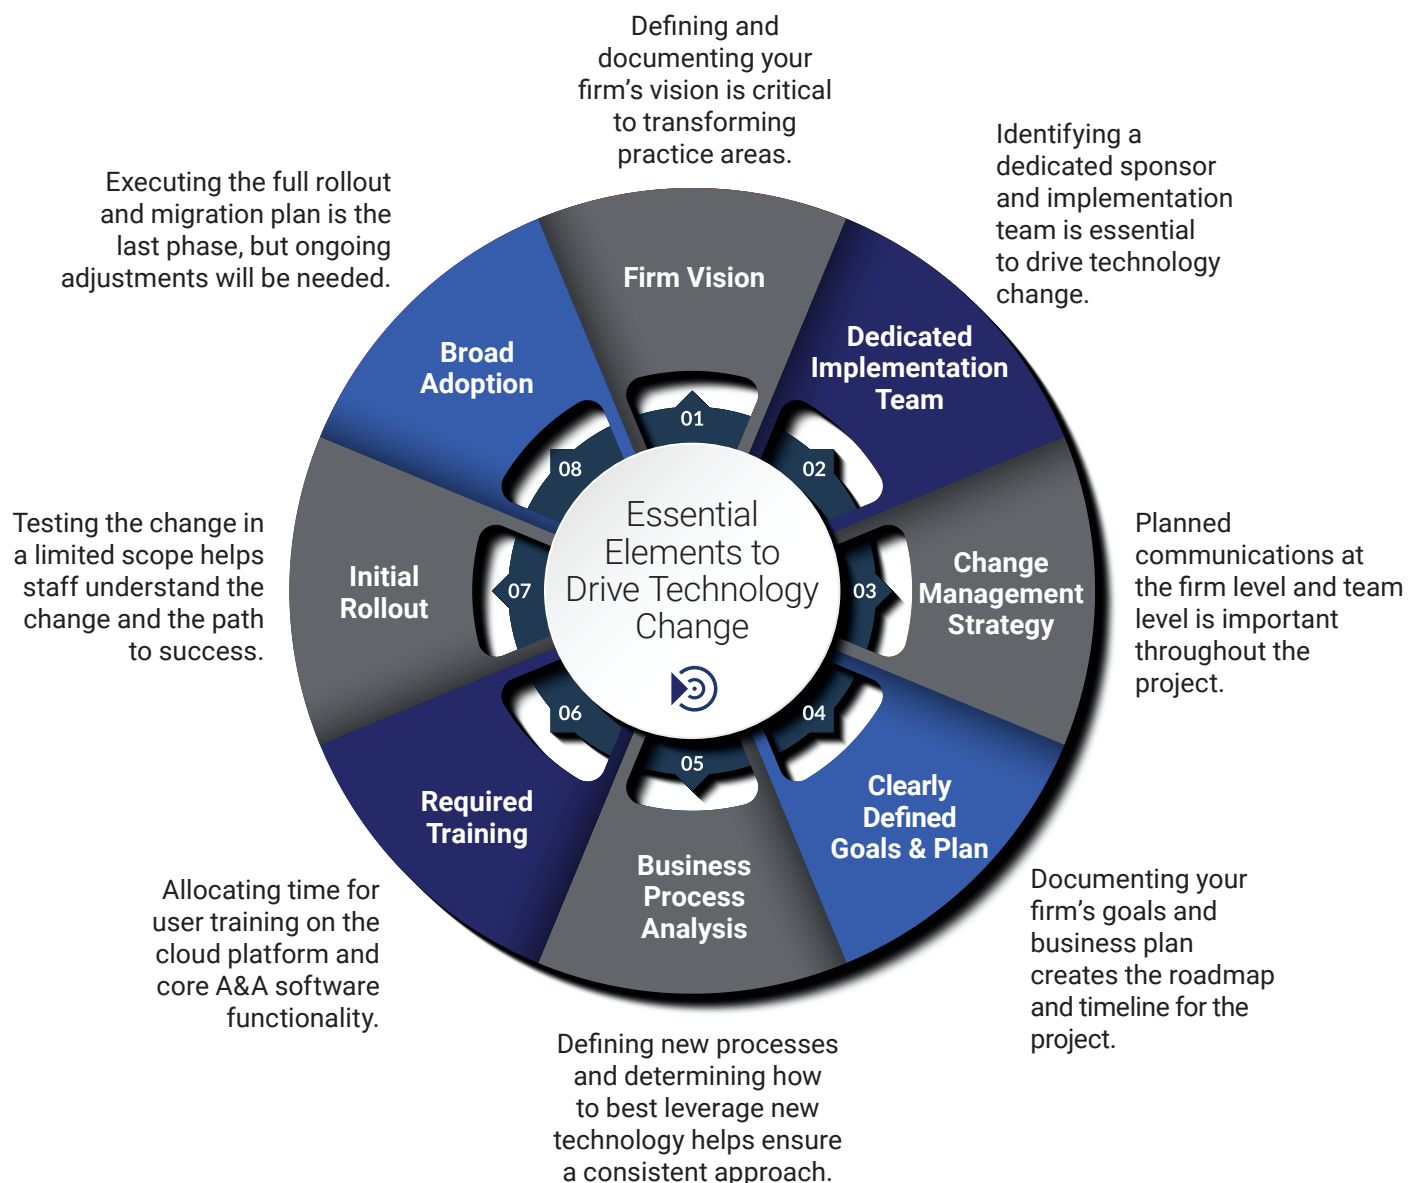 Essential
Elements to
Drive Technology
Change
01
Firm Vision
Defining and
documenting your
firm's vision is critical
to transforming
practice areas.
02
Dedicated
Implementation
Team
Identifying a
dedicated sponsor
and implementation
team is essential
to drive technology
change.
03
Change
Management
Strategy
Planned
communications at
the firm level and team
level is important
throughout the
project.
04
Clearly
Defined
Goals & Plan
Documenting your
firm's goals and
business plan
creates the roadmap
and timeline for the
project.
05
Business
Process
Analysis
Defining new processes
and determining how
to best leverage new
technology helps ensure
a consistent approach.
06
Required
Training
Allocating time for
user training on the
cloud platform and
core A&A software
functionality.
07
Initial
Rollout
Testing the change in
a limited scope helps
staff understand the
change and the path
to success.
08
Broad
Adoption
Executing the full rollout
and migration plan is the
last phase, but ongoing
adjustments will be needed.